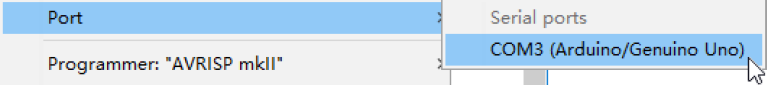 Port
Serial ports
COM3 (Arduino/Genuino Uno)
Programmer: "AVRISP mkII"